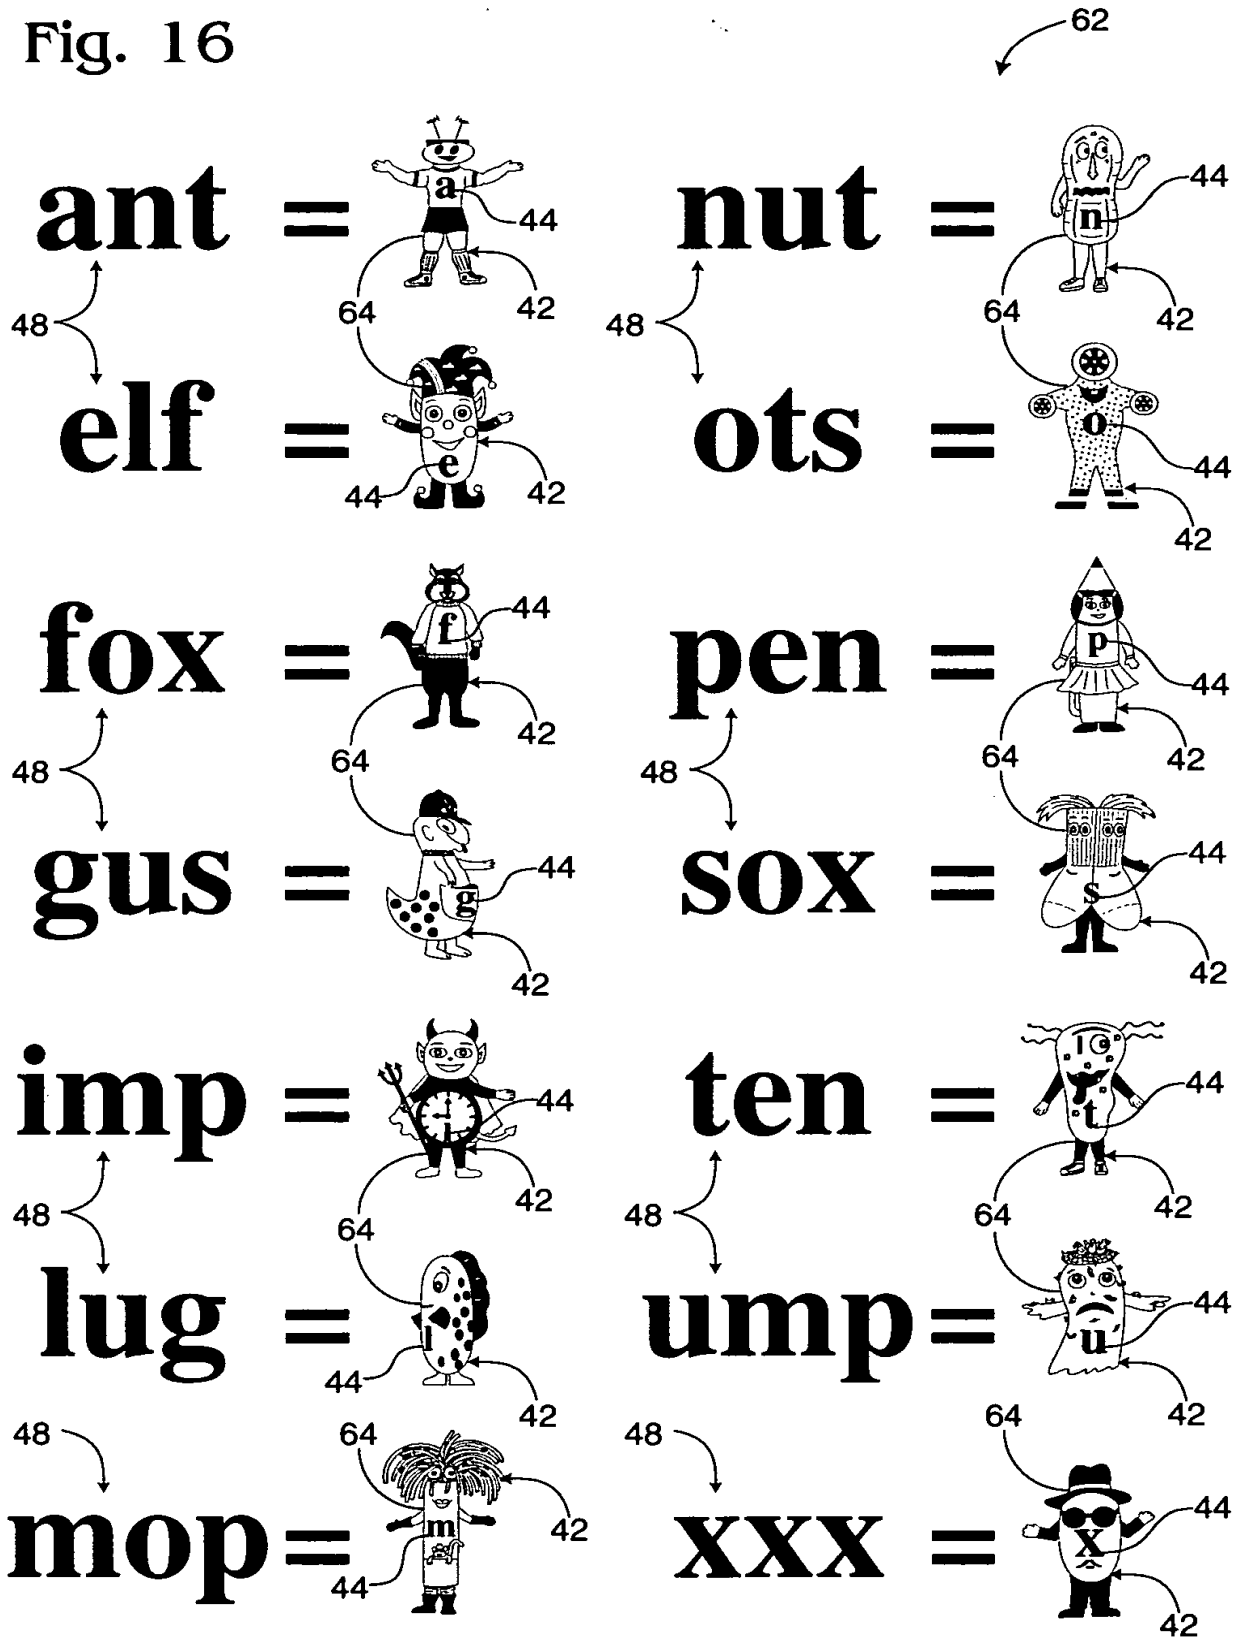 Fig. 16
62
ant = a 44
nut = n 44
64 42
64 42
48
48
elf = e
44 42
ots = o 44
42
fox = f 44
pen = p 44
42
42
64
64
48
48
gus = g 44
42
sox = s 44
42
imp = i 44
ten = 10 t 44
42
42
48
64
48
64
lug = l
44
42
ump = u 44
42
48
64
48
64
mop = m
42
44
xxx = x 44
42